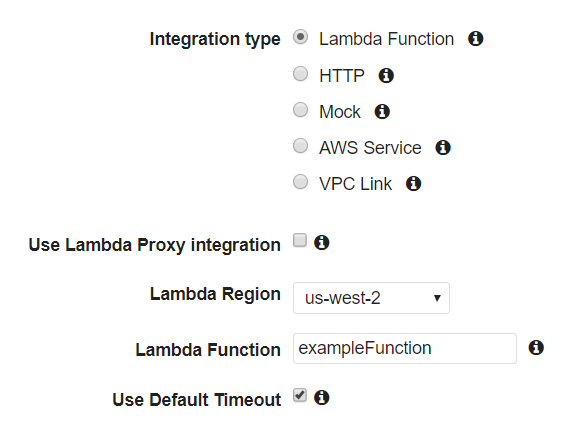 Integration type Lambda Function
HTTP
Mock
AWS Service
VPC Link
Use Lambda Proxy integration
Lambda Region us-west-2
Lambda Function exampleFunction
Use Default Timeout